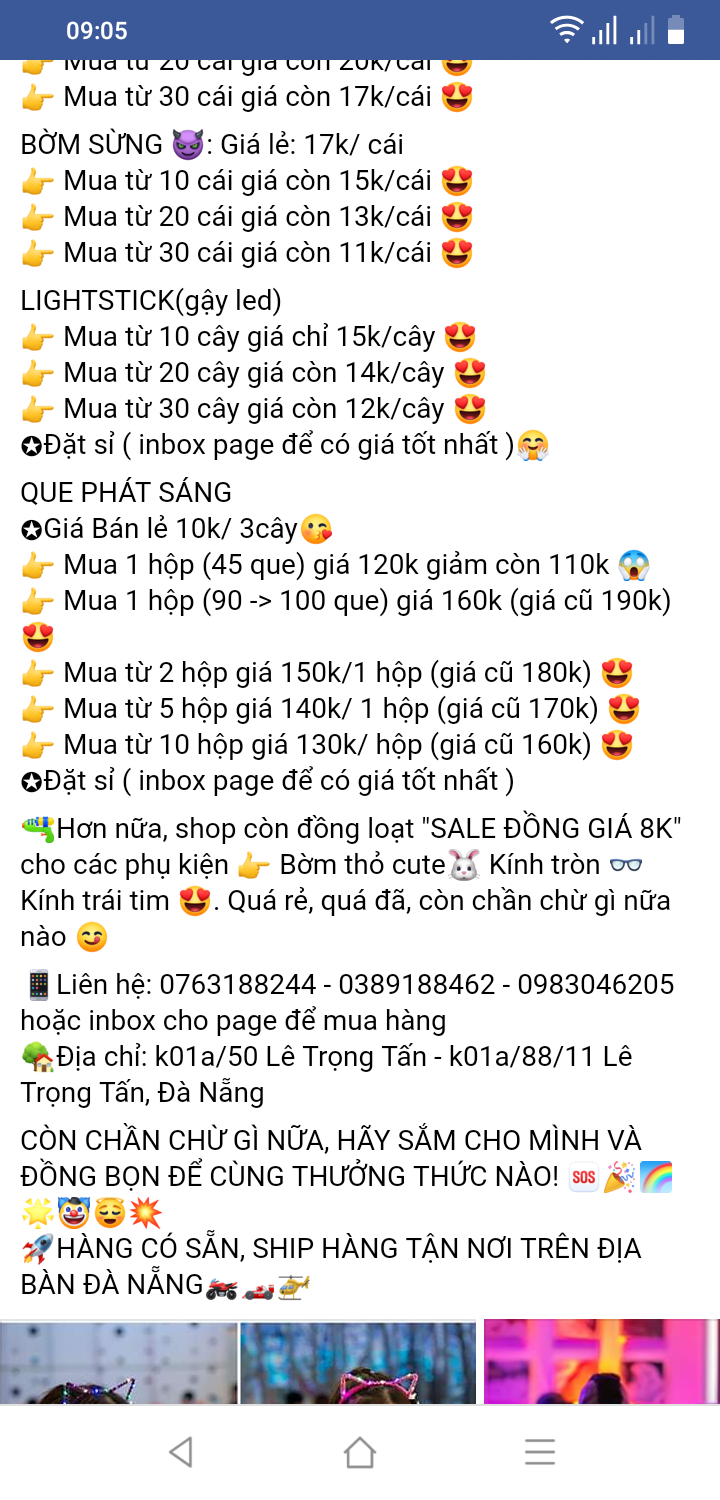 09:05
👉 Mua từ 20 cái giá còn 20k/cái 😍
👉 Mua từ 30 cái giá còn 17k/cái 😍
BỜM SỪNG 😈: Giá lẻ: 17k/ cái
👉 Mua từ 10 cái giá còn 15k/cái 😍
👉 Mua từ 20 cái giá còn 13k/cái 😍
👉 Mua từ 30 cái giá còn 11k/cái 😍
LIGHTSTICK(gậy led)
👉 Mua từ 10 cây giá chỉ 15k/cây 😍
👉 Mua từ 20 cây giá còn 14k/cây 😍
👉 Mua từ 30 cây giá còn 12k/cây 😍
✪Đặt sỉ ( inbox page để có giá tốt nhất )🤗
QUE PHÁT SÁNG
✪Giá Bán lẻ 10k/ 3cây😘
👉 Mua 1 hộp (45 que) giá 120k giảm còn 110k 😱
👉 Mua 1 hộp (90 -> 100 que) giá 160k (giá cũ 190k)
😍
👉 Mua từ 2 hộp giá 150k/1 hộp (giá cũ 180k) 😍
👉 Mua từ 5 hộp giá 140k/ 1 hộp (giá cũ 170k) 😍
👉 Mua từ 10 hộp giá 130k/ hộp (giá cũ 160k) 😍
✪Đặt sỉ ( inbox page để có giá tốt nhất )
🔫Hơn nữa, shop còn đồng loạt "SALE ĐỒNG GIÁ 8K"
cho các phụ kiện 👉 Bờm thỏ cute🐰 Kính tròn 👓
Kính trái tim 😍. Quá rẻ, quá đã, còn chần chừ gì nữa
nào 😋
📱Liên hệ: 0763188244 - 0389188462 - 0983046205
hoặc inbox cho page để mua hàng
🏡Địa chỉ: k01a/50 Lê Trọng Tấn - k01a/88/11 Lê
Trọng Tấn, Đà Nẵng
CÒN CHẦN CHỪ GÌ NỮA, HÃY SẮM CHO MÌNH VÀ
ĐỒNG BỌN ĐỂ CÙNG THƯỞNG THỨC NÀO! 🆘🎉🌈
🌟🤡😇💥
🚀HÀNG CÓ SẴN, SHIP HÀNG TẬN NƠI TRÊN ĐỊA
BÀN ĐÀ NẴNG🏍🏎🚁